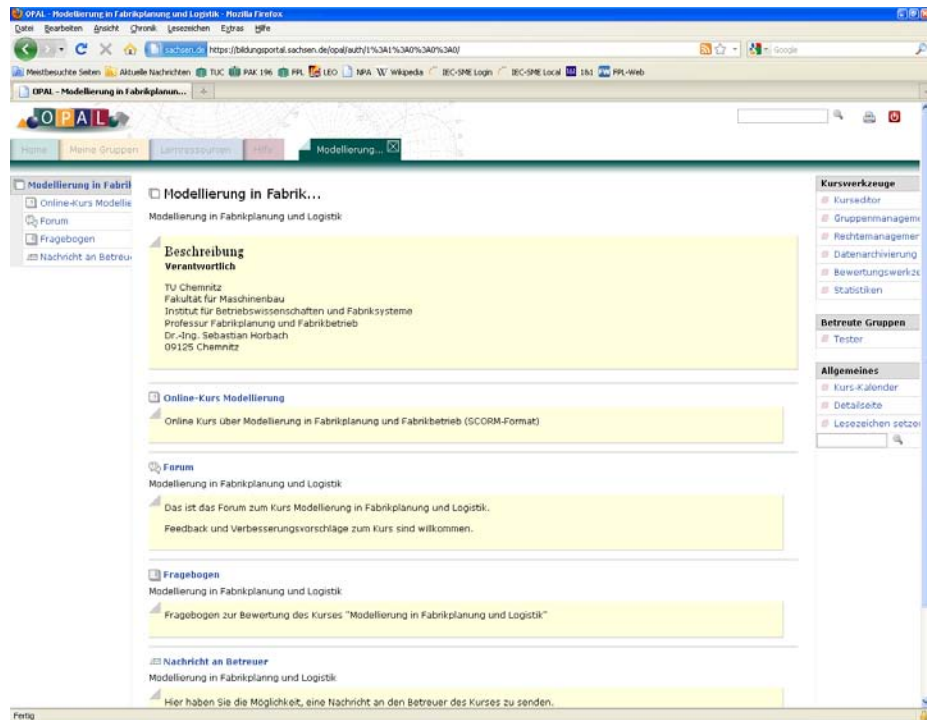 OPAL - Modellierung in Fabrikplanung und Logistik - Mozilla Firefox
Datei Bearbeiten Ansicht Chronik Lesezeichen Extras Hilfe
sachsen.de https://bildungsportal.sachsen.de/opal/auth/1%3A1%3A0%3A0%3A0/
Google
Meistbesuchte Seiten Aktuelle Nachrichten TUC PAK 196 FPL LEO NPA Wikipedia IEC-SME Login IEC-SME Local 1&1 FPL-Web
OPAL - Modellierung in Fabrikplanun...
OPAL
Home Meine Gruppen Lernressourcen Hilfe Modellierung...
Modellierung in Fabrik
Online-Kurs Modellie
Forum
Fragebogen
Nachricht an Betreu
Modellierung in Fabrik...
Modellierung in Fabrikplanung und Logistik
Beschreibung
Verantwortlich
TU Chemnitz
Fakultät für Maschinenbau
Institut für Betriebswissenschaften und Fabriksysteme
Professur Fabrikplanung und Fabrikbetrieb
Dr.-Ing. Sebastian Horbach
09125 Chemnitz
Online-Kurs Modellierung
Online Kurs über Modellierung in Fabrikplanung und Fabrikbetrieb (SCORM-Format)
Forum
Modellierung in Fabrikplanung und Logistik
Das ist das Forum zum Kurs Modellierung in Fabrikplanung und Logistik.
Feedback und Verbesserungsvorschläge zum Kurs sind willkommen.
Fragebogen
Modellierung in Fabrikplanung und Logistik
Fragebogen zur Bewertung des Kurses "Modellierung in Fabrikplanung und Logistik"
Nachricht an Betreuer
Modellierung in Fabrikplanng und Logistik
Hier haben Sie die Möglichkeit, eine Nachricht an den Betreuer des Kurses zu senden.
Kurswerkzeuge
Kurseditor
Gruppenmanageme
Rechtemanagemen
Datenarchivierung
Bewertungswerkze
Statistiken
Betreute Gruppen
Tester
Allgemeines
Kurs-Kalender
Detailseite
Lesezeichen setzen
Fertig